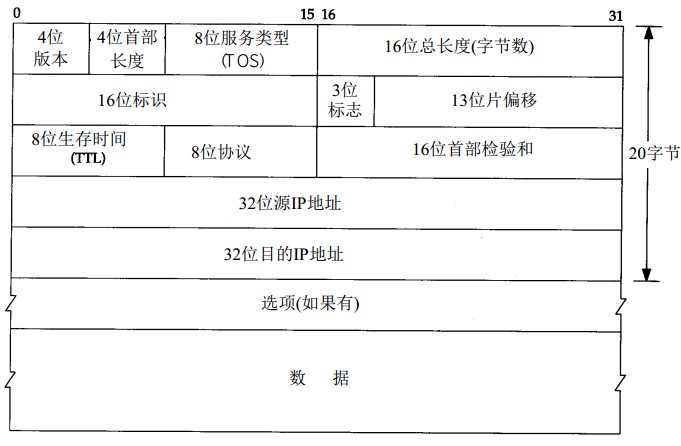 0 15 16 31
4位 4位首部 8位服务类型 16位总长度(字节数)
版本 长度 (TOS)
16位标识 3位 13位片偏移
标志
8位生存时间 8位协议 16位首部检验和
(TTL)
20字节
32位源IP地址
32位目的IP地址
选项(如果有)
数 据